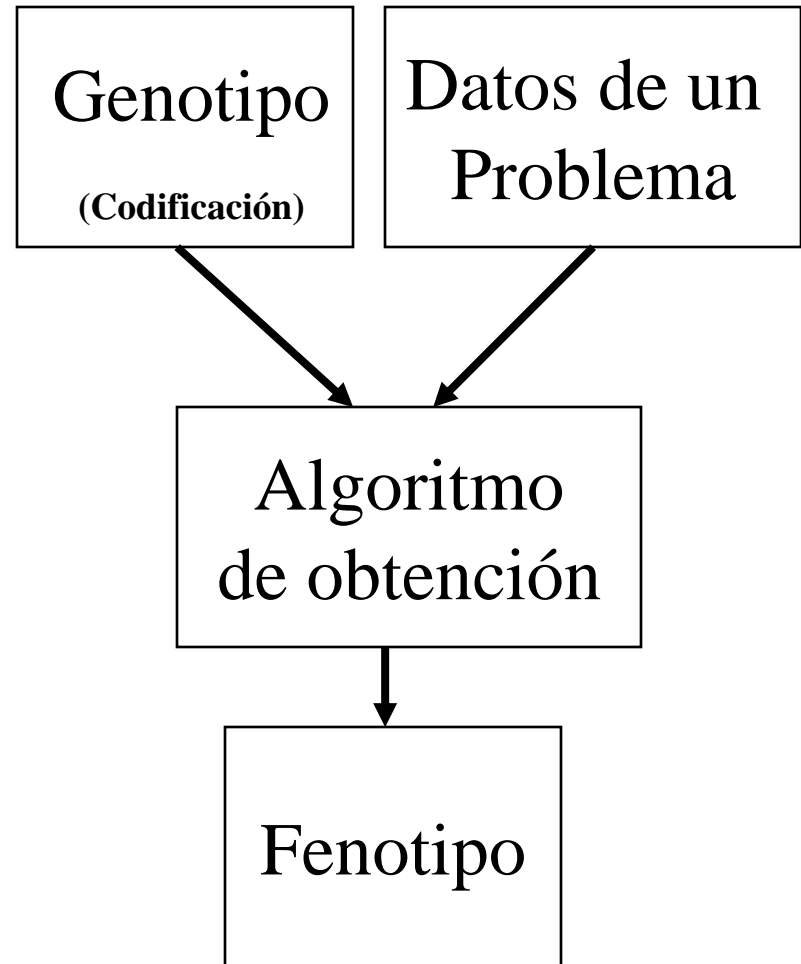 Genotipo
(Codificación)
Datos de un
Problema
Algoritmo
de obtención
Fenotipo